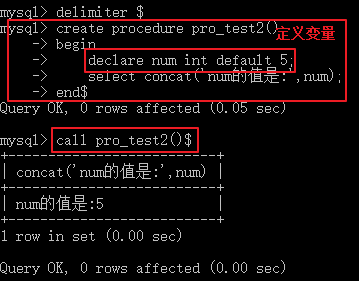 mysql> delimiter $
mysql> create procedure pro_test2()
-> begin
定义变量
-> declare num int default 5;
-> select concat('num的值是:',num);
-> end$
Query OK, 0 rows affected (0.05 sec)
mysql> call pro_test2()$
+-------------------------+
| concat('num的值是:',num) |
+-------------------------+
| num的值是:5
+-------------------------+
1 row in set (0.00 sec)
Query OK, 0 rows affected (0.00 sec)